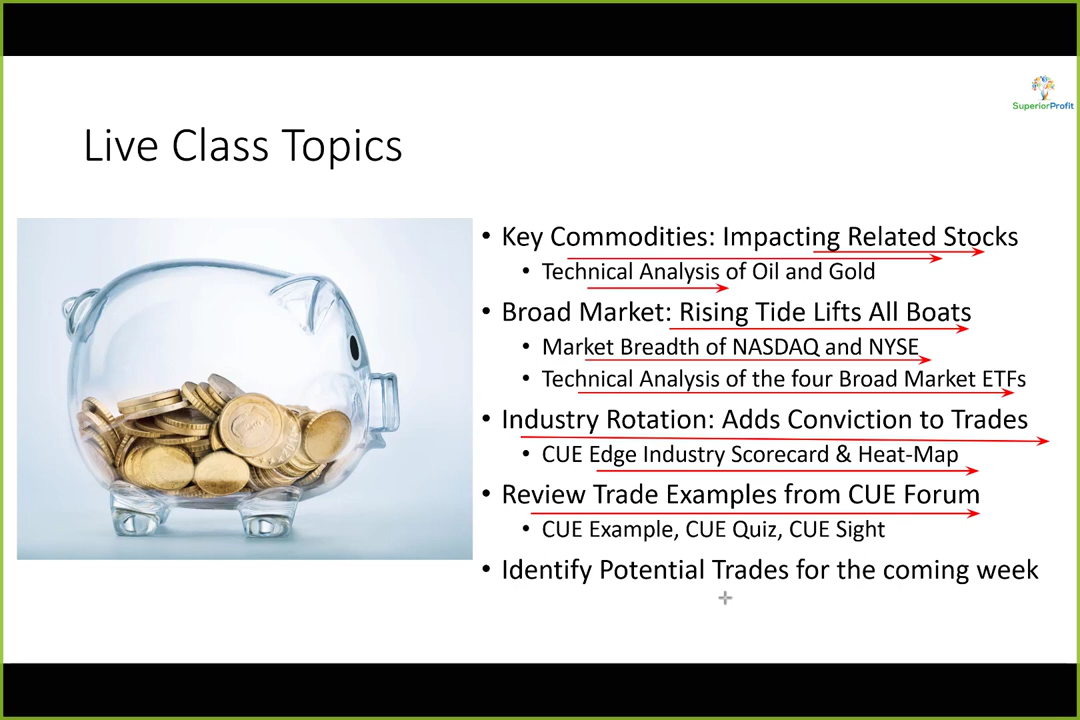 SuperiorProfit
Live Class Topics
• Key Commodities: Impacting Related Stocks
• Technical Analysis of Oil and Gold
• Broad Market: Rising Tide Lifts All Boats
• Market Breadth of NASDAQ and NYSE
• Technical Analysis of the four Broad Market ETFs
• Industry Rotation: Adds Conviction to Trades
• CUE Edge Industry Scorecard & Heat-Map
• Review Trade Examples from CUE Forum
• CUE Example, CUE Quiz, CUE Sight
• Identify Potential Trades for the coming week